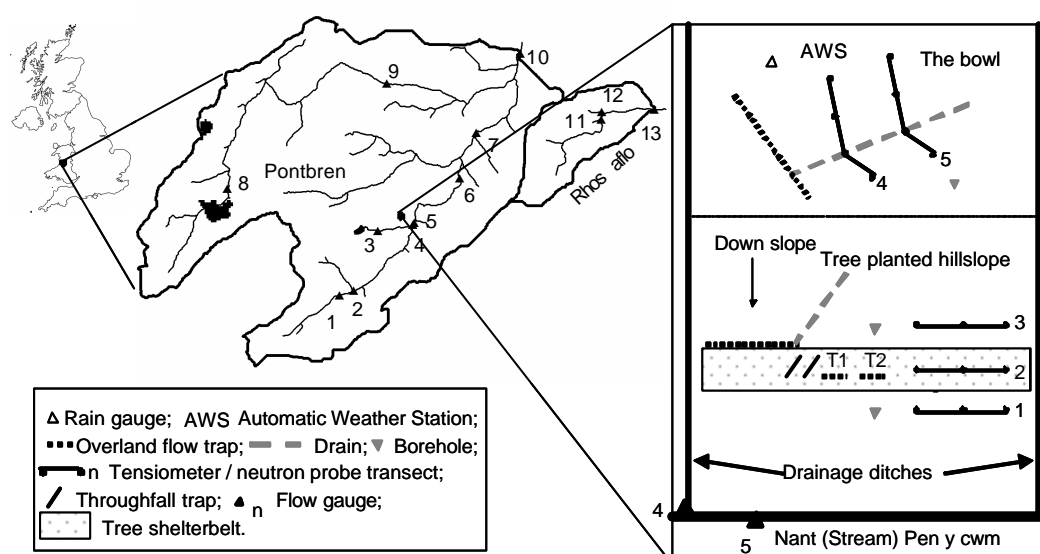 10
9
12
11
13
7
Pontbren
Rhos aflo
8
6
5
3
4
2
1
AWS
The bowl
5
4
Down slope
Tree planted hillslope
3
T1 T2
2
1
Drainage ditches
4
5
Nant (Stream) Pen y cwm
Rain gauge; AWS Automatic Weather Station;
Overland flow trap; Drain; Borehole;
n Tensiometer / neutron probe transect;
Throughfall trap; n Flow gauge;
Tree shelterbelt.